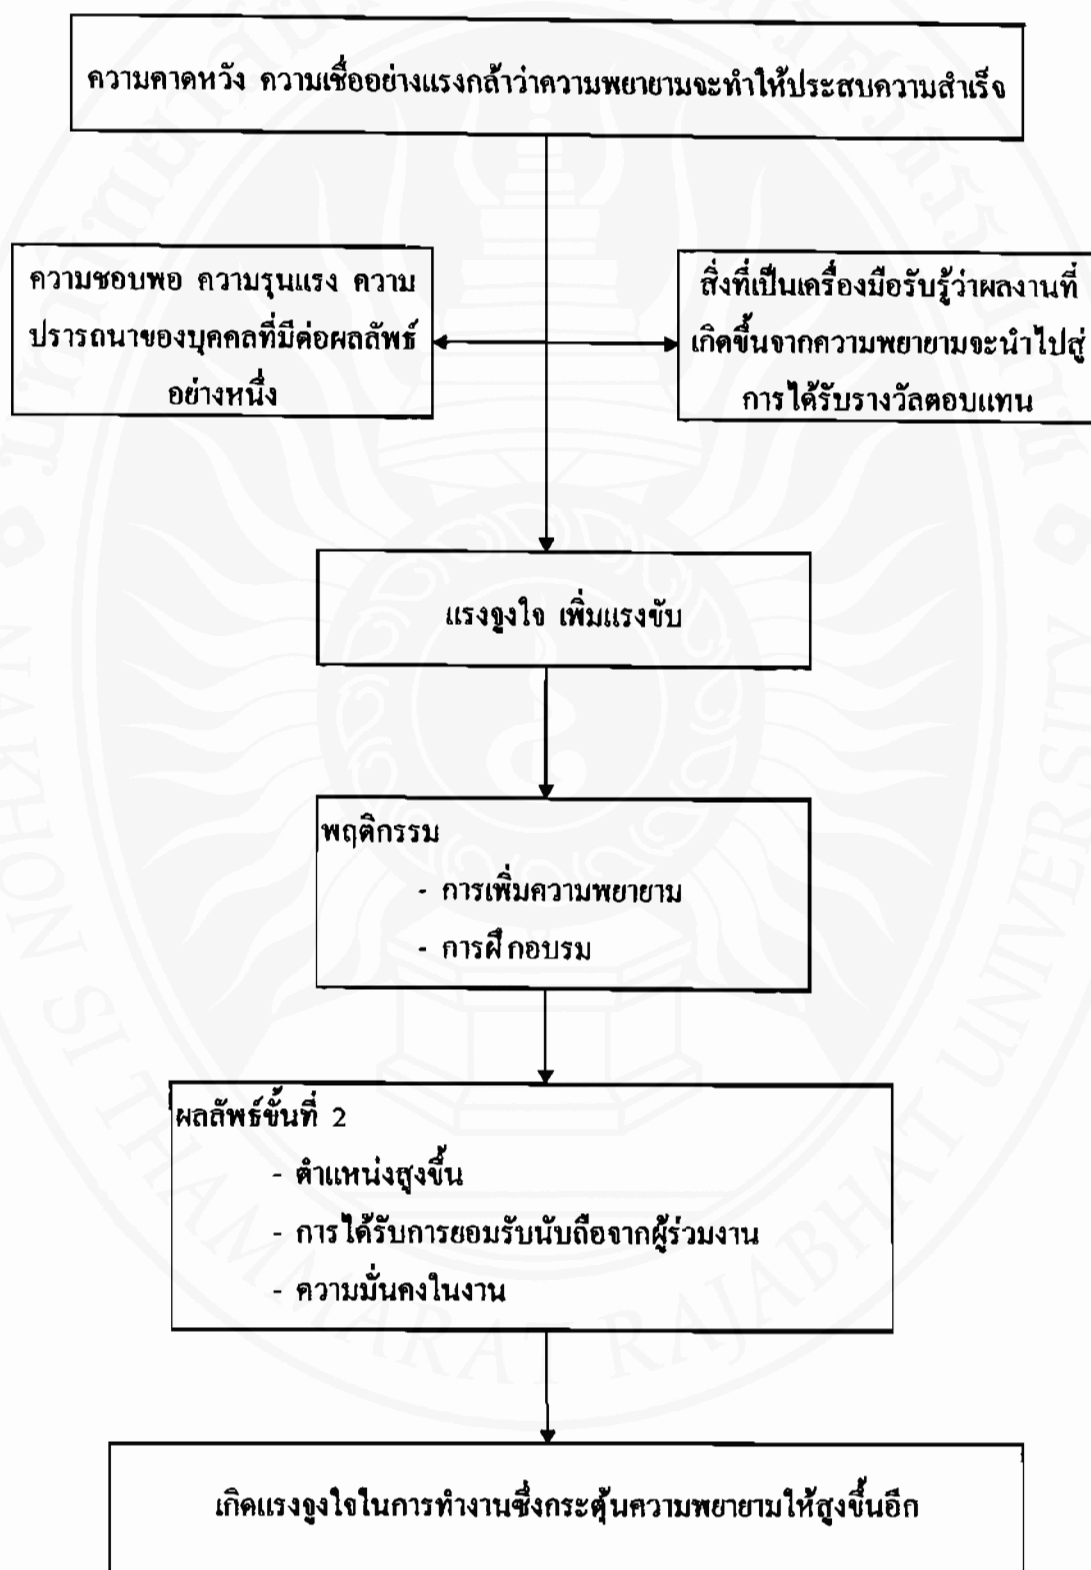 ความคาดหวัง ความเชื่ออย่างแรงกล้าว่าความพยายามจะทำให้ประสบความสำเร็จ
ความชอบพอ ความรุนแรง ความ
ปรารถนาของบุคคลที่มีต่อผลลัพธ์
อย่างหนึ่ง
สิ่งที่เป็นเครื่องมือรับรู้ว่าผลงานที่
เกิดขึ้นจากความพยายามจะนำไปสู่
การได้รับรางวัลตอบแทน
แรงจูงใจ เพิ่มแรงขับ
พฤติกรรม
- การเพิ่มความพยายาม
- การฝึกอบรม
ผลลัพธ์ขั้นที่ 2
- ตำแหน่งสูงขึ้น
- การได้รับการยอมรับนับถือจากผู้ร่วมงาน
- ความมั่นคงในงาน
เกิดแรงจูงใจในการทำงานซึ่งกระตุ้นความพยายามให้สูงขึ้นอีก
NAKHON SI THAMMARAT RAJABHAT UNIVERSITY